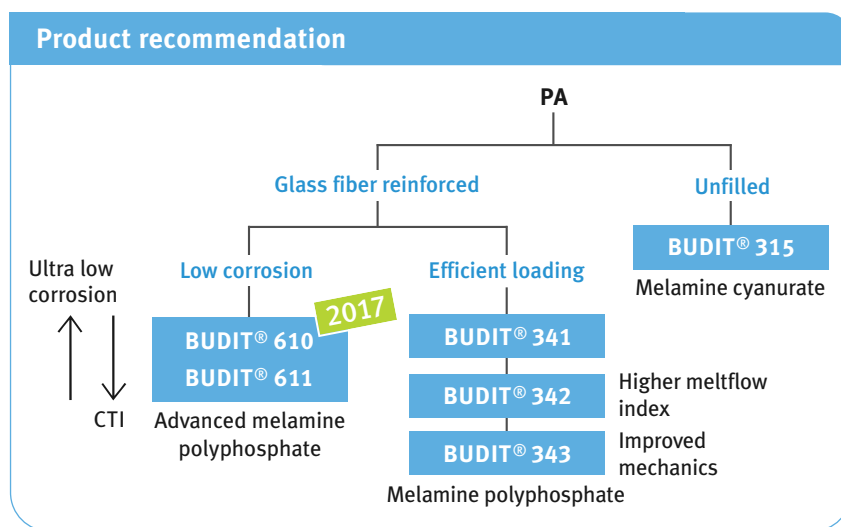 Product recommendation
PA
Glass fiber reinforced
Unfilled
BUDIT® 315
Melamine cyanurate
Low corrosion
Efficient loading
Ultra low
corrosion
CTI
2017
BUDIT® 610
BUDIT® 611
Advanced melamine
polyphosphate
BUDIT® 341
BUDIT® 342
Higher meltflow
index
BUDIT® 343
Improved
mechanics
Melamine polyphosphate